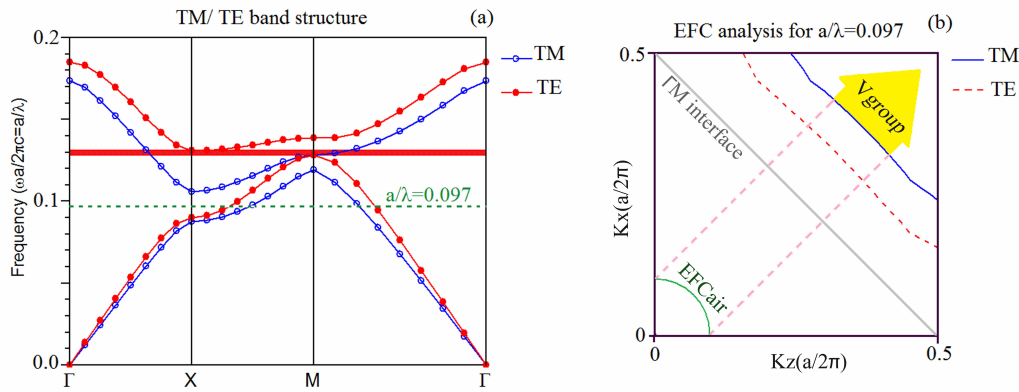 TM/ TE band structure
(a)
0.2
0.1
0.0
Frequency (ωa/2πc=a/λ)
TM
TE
a/λ=0.097
Γ
X
M
Γ
(b)
EFC analysis for a/λ=0.097
0.5
0
Kx(a/2π)
ΓM interface
Vgroup
EFCair
TM
TE
0
0.5
Kz(a/2π)